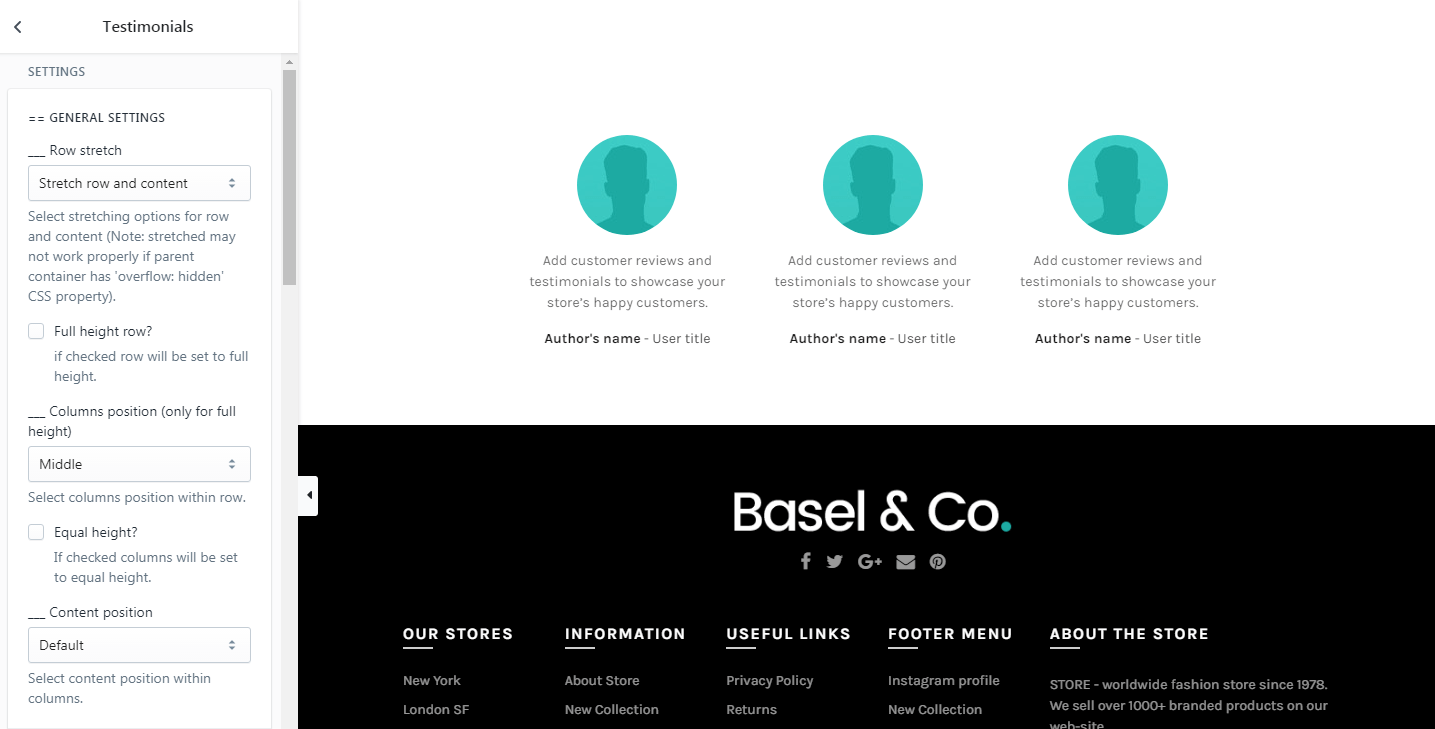 Testimonials
SETTINGS
== GENERAL SETTINGS
___ Row stretch
Stretch row and content
Select stretching options for row
and content (Note: stretched may
not work properly if parent
container has 'overflow: hidden'
CSS property).
Full height row?
if checked row will be set to full
height.
___ Columns position (only for full
height)
Middle
Select columns position within row.
Equal height?
If checked columns will be set
to equal height.
___ Content position
Default
Select content position within
columns.
Add customer reviews and
testimonials to showcase your
store's happy customers.
Author's name - User title
Add customer reviews and
testimonials to showcase your
store's happy customers.
Author's name - User title
Add customer reviews and
testimonials to showcase your
store's happy customers.
Author's name - User title
Basel & Co.
OUR STORES
New York
London SF
INFORMATION
About Store
New Collection
USEFUL LINKS
Privacy Policy
Returns
FOOTER MENU
Instagram profile
New Collection
ABOUT THE STORE
STORE - worldwide fashion store since 1978.
We sell over 1000+ branded products on our
web-site